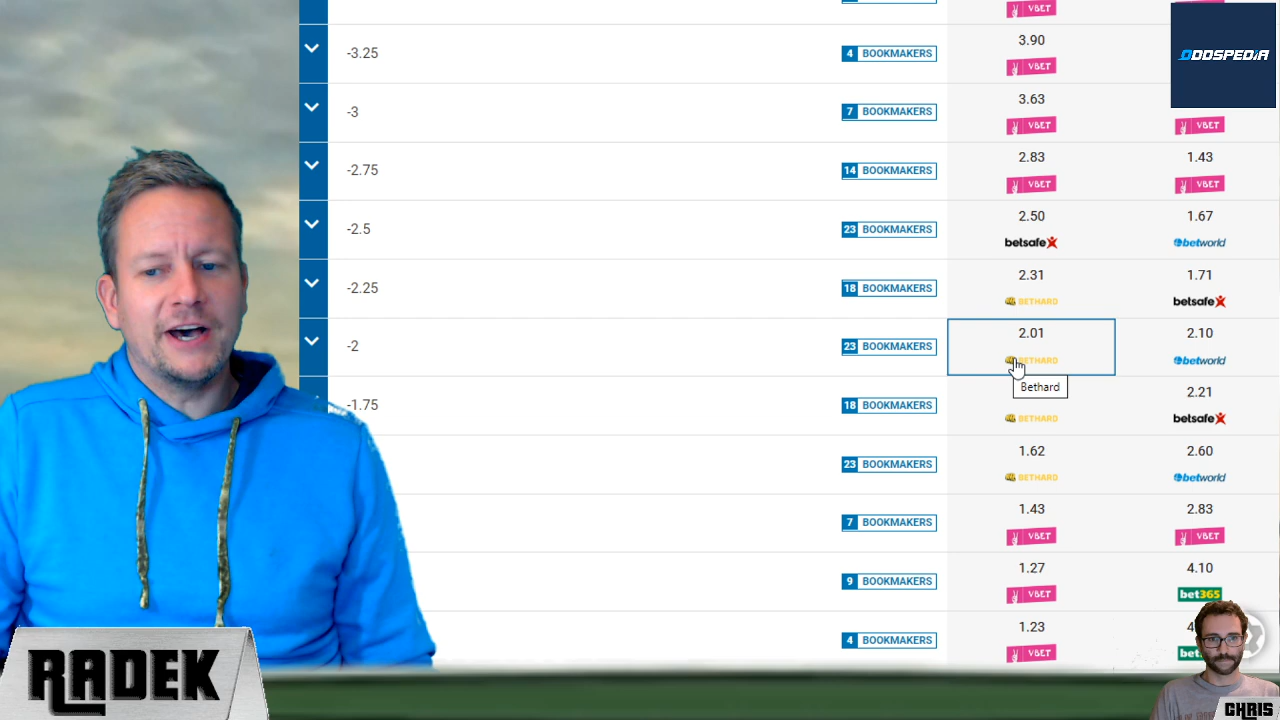 VBET
-3.25
4 BOOKMAKERS
3.90
VBET
ODDSPEDIA
-3
7 BOOKMAKERS
3.63
VBET
VBET
-2.75
14 BOOKMAKERS
2.83
1.43
VBET
VBET
-2.5
23 BOOKMAKERS
2.50
1.67
betsafe
betworld
-2.25
18 BOOKMAKERS
2.31
1.71
BETHARD
betsafe
-2
23 BOOKMAKERS
2.01
2.10
BETHARD
betworld
Bethard
-1.75
18 BOOKMAKERS
2.21
BETHARD
betsafe
23 BOOKMAKERS
1.62
2.60
BETHARD
betworld
7 BOOKMAKERS
1.43
2.83
VBET
VBET
9 BOOKMAKERS
1.27
4.10
VBET
bet365
4 BOOKMAKERS
1.23
VBET
RADEK
CHRIS